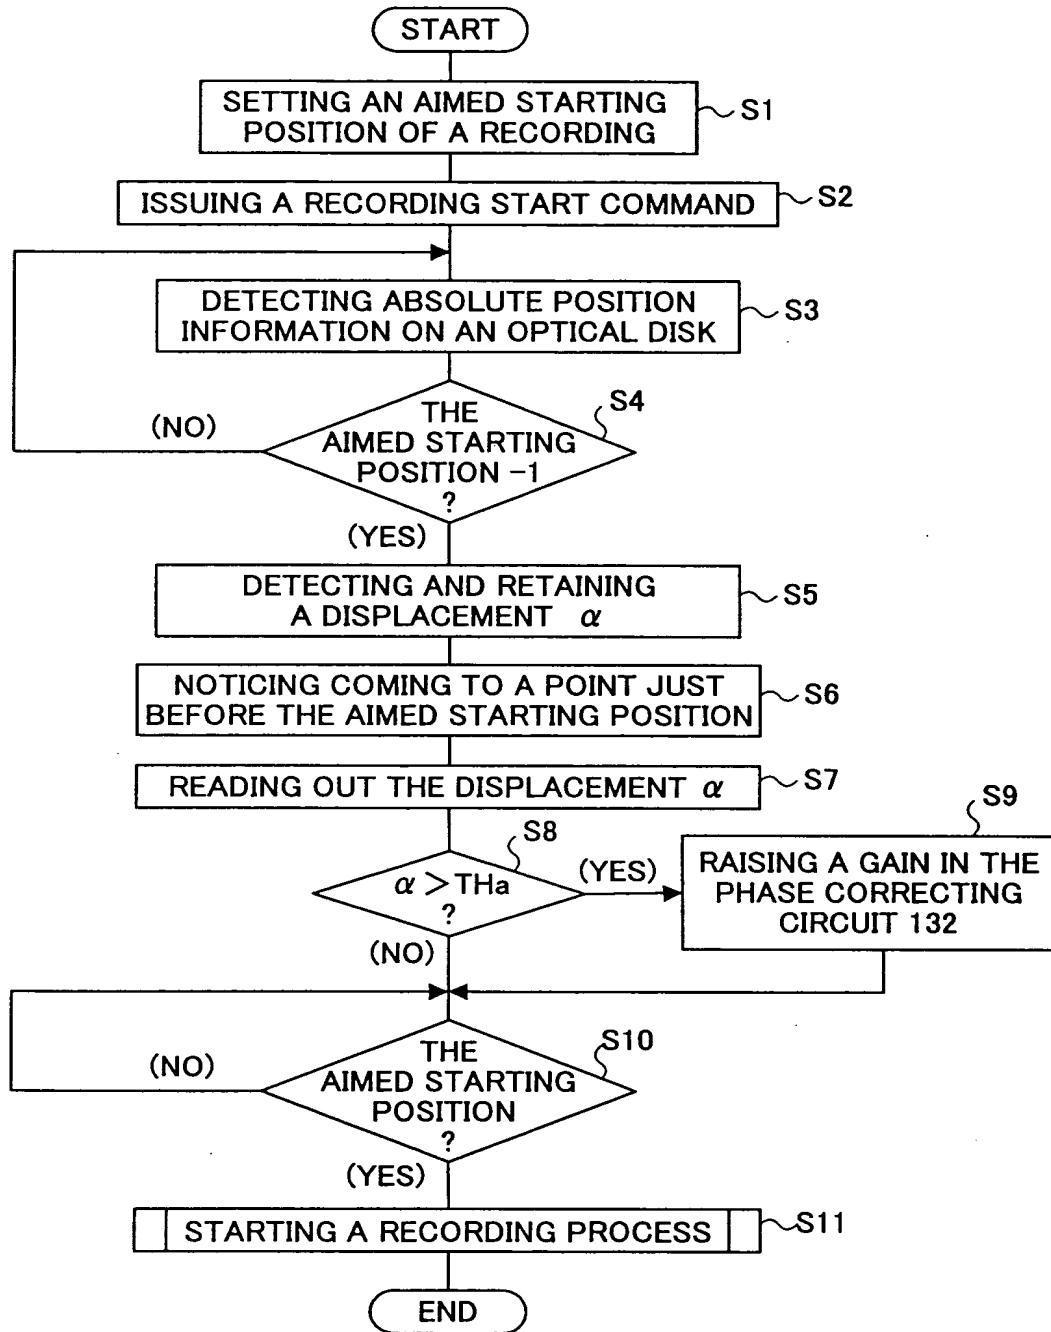 START
SETTING AN AIMED STARTING
POSITION OF A RECORDING
S1
ISSUING A RECORDING START COMMAND
S2
DETECTING ABSOLUTE POSITION
INFORMATION ON AN OPTICAL DISK
S3
THE
AIMED STARTING
POSITION -1
?
S4
(NO)
(YES)
DETECTING AND RETAINING
A DISPLACEMENT α
S5
NOTICING COMING TO A POINT JUST
BEFORE THE AIMED STARTING POSITION
S6
READING OUT THE DISPLACEMENT α
S7
α > THa
?
S8
(YES)
RAISING A GAIN IN THE
PHASE CORRECTING
CIRCUIT 132
S9
(NO)
THE
AIMED STARTING
POSITION
?
S10
(NO)
(YES)
STARTING A RECORDING PROCESS
S11
END